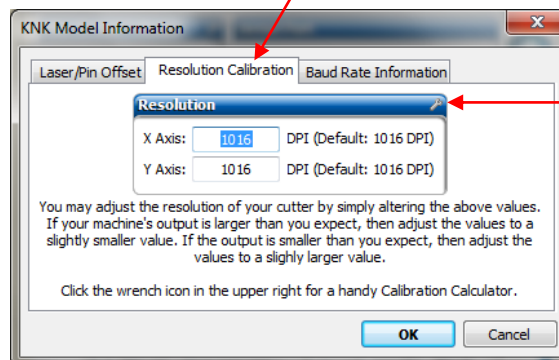 KNK Model Information
Laser/Pin Offset Resolution Calibration Baud Rate Information
Resolution
X Axis: 1016 DPI (Default: 1016 DPI)
Y Axis: 1016 DPI (Default: 1016 DPI)
You may adjust the resolution of your cutter by simply altering the above values.
If your machine's output is larger than you expect, then adjust the values to a
slightly smaller value. If the output is smaller than you expect, then adjust the
values to a slighly larger value.
Click the wrench icon in the upper right for a handy Calibration Calculator.
OK Cancel